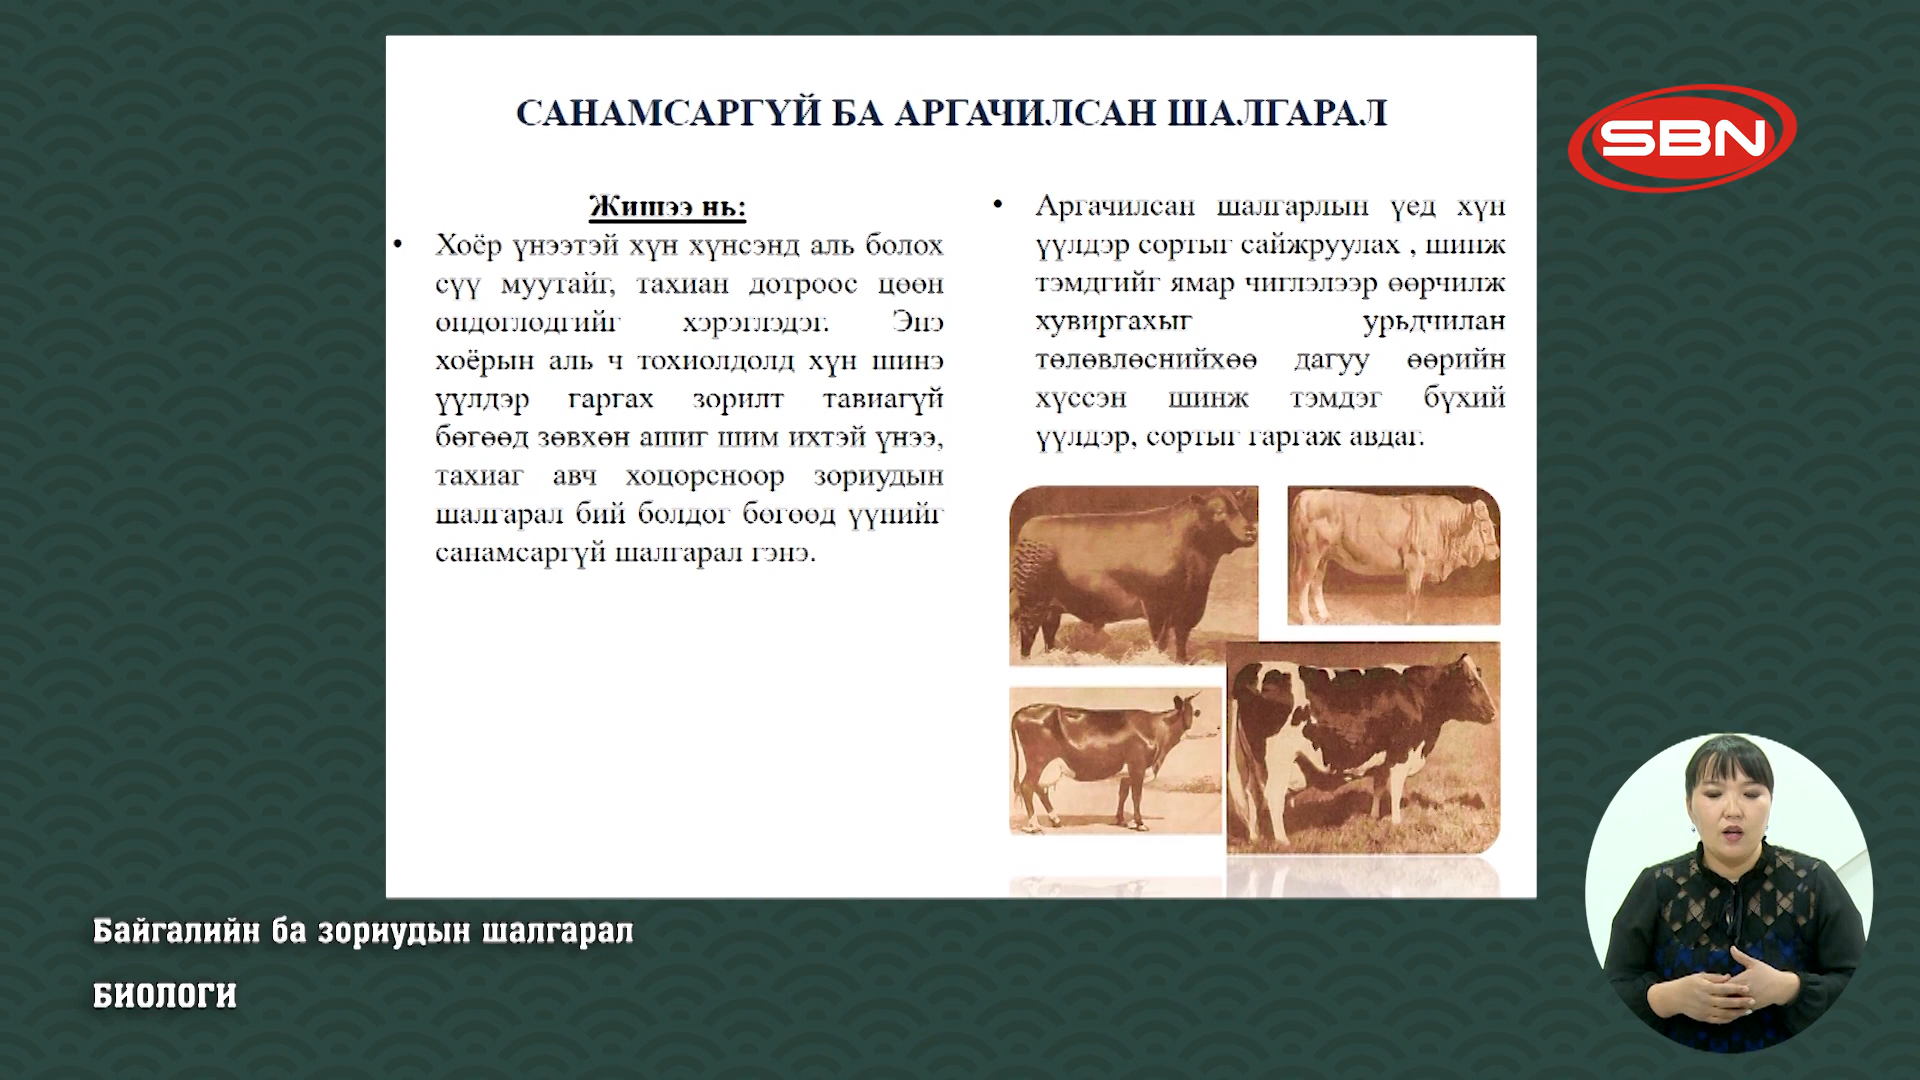 САНАМСАРГҮЙ БА АРГАЧИЛСАН ШАЛГАРАЛ
SBN
Жишээ нь:
• Хоёр үнээтэй хүн хүнсэнд аль болох
сүү муутайг, тахиан дотроос цөөн
өндөглөдгийг хэрэглэдэг. Энэ
хоёрын аль ч тохиолдолд хүн шинэ
үүлдэр гаргах зорилт тавиагүй
бөгөөд зөвхөн ашиг шим ихтэй үнээ,
тахиаг авч хоцорсноор зориудын
шалгарал бий болдог бөгөөд үүнийг
санамсаргүй шалгарал гэнэ.
• Аргачилсан шалгарлын үед хүн
үүлдэр сортыг сайжруулах , шинж
тэмдгийг ямар чиглэлээр өөрчилж
хувиргахыг урьдчилан
төлөвлөснийхөө дагуу өөрийн
хүссэн шинж тэмдэг бүхий
үүлдэр, сортыг гаргаж авдаг.
Байгалийн ба зориудын шалгарал
БИОЛОГИ